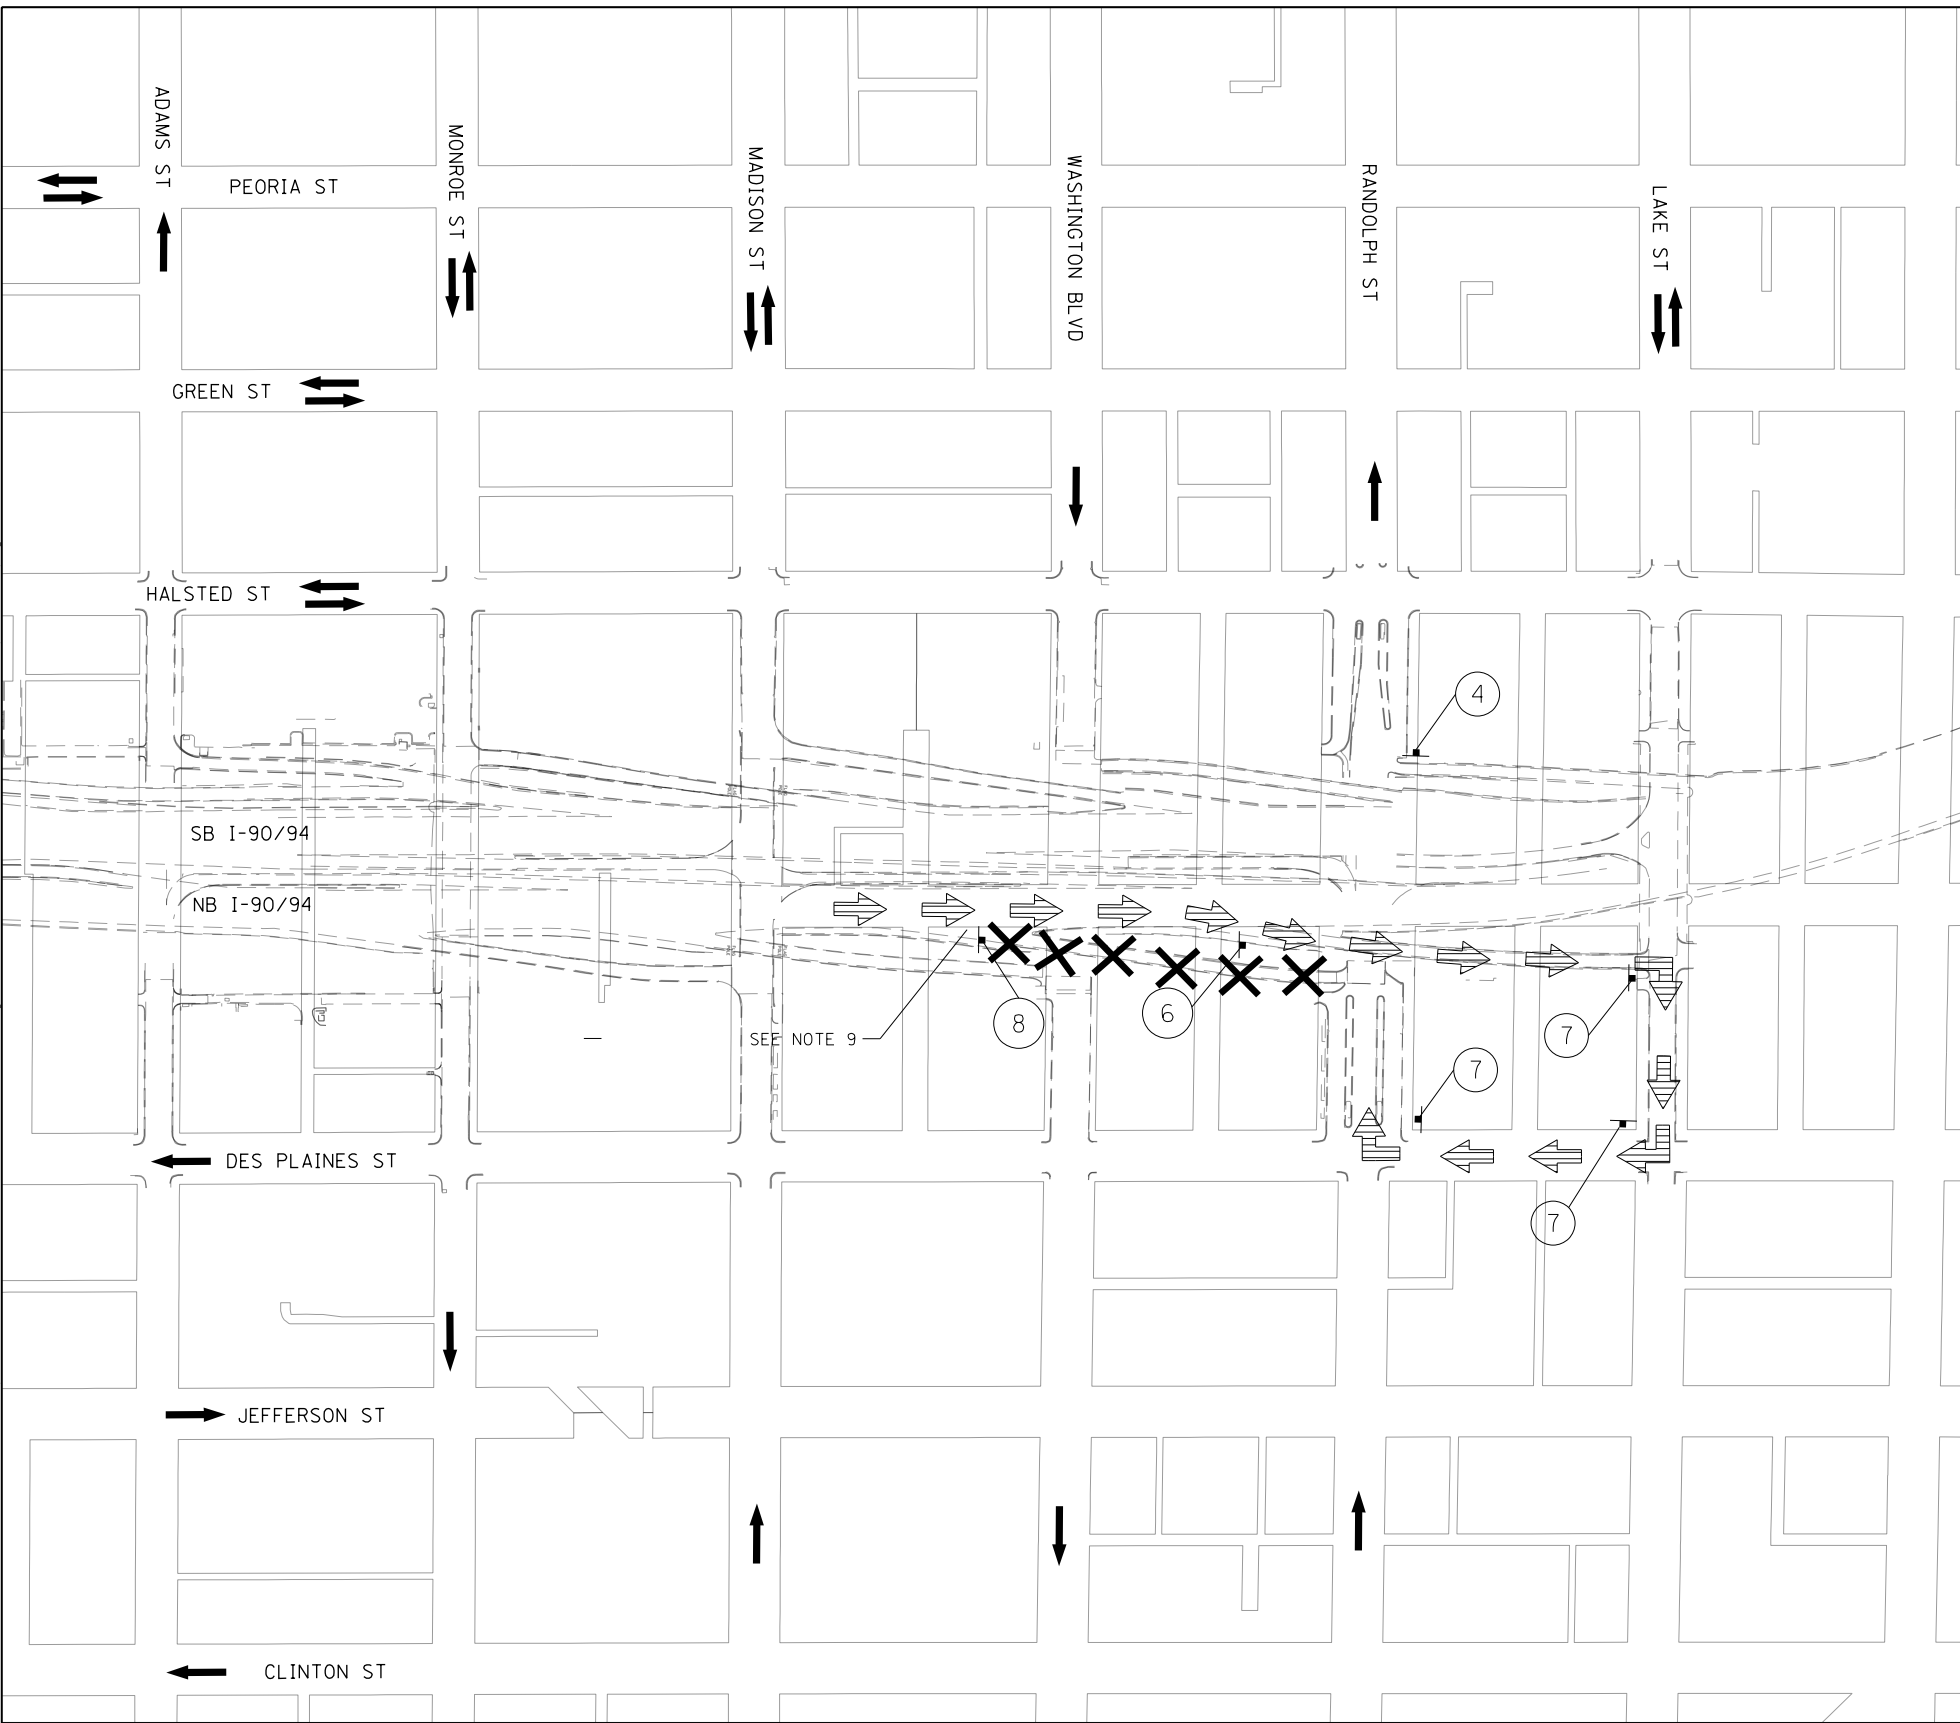 ADAMS ST
MONROE ST
MADISON ST
WASHINGTON BLVD
RANDOLPH ST
LAKE ST
PEORIA ST
GREEN ST
HALSTED ST
4
SB I-90/94
NB I-90/94
SEE NOTE 9
8
6
7
7
7
DES PLAINES ST
JEFFERSON ST
CLINTON ST